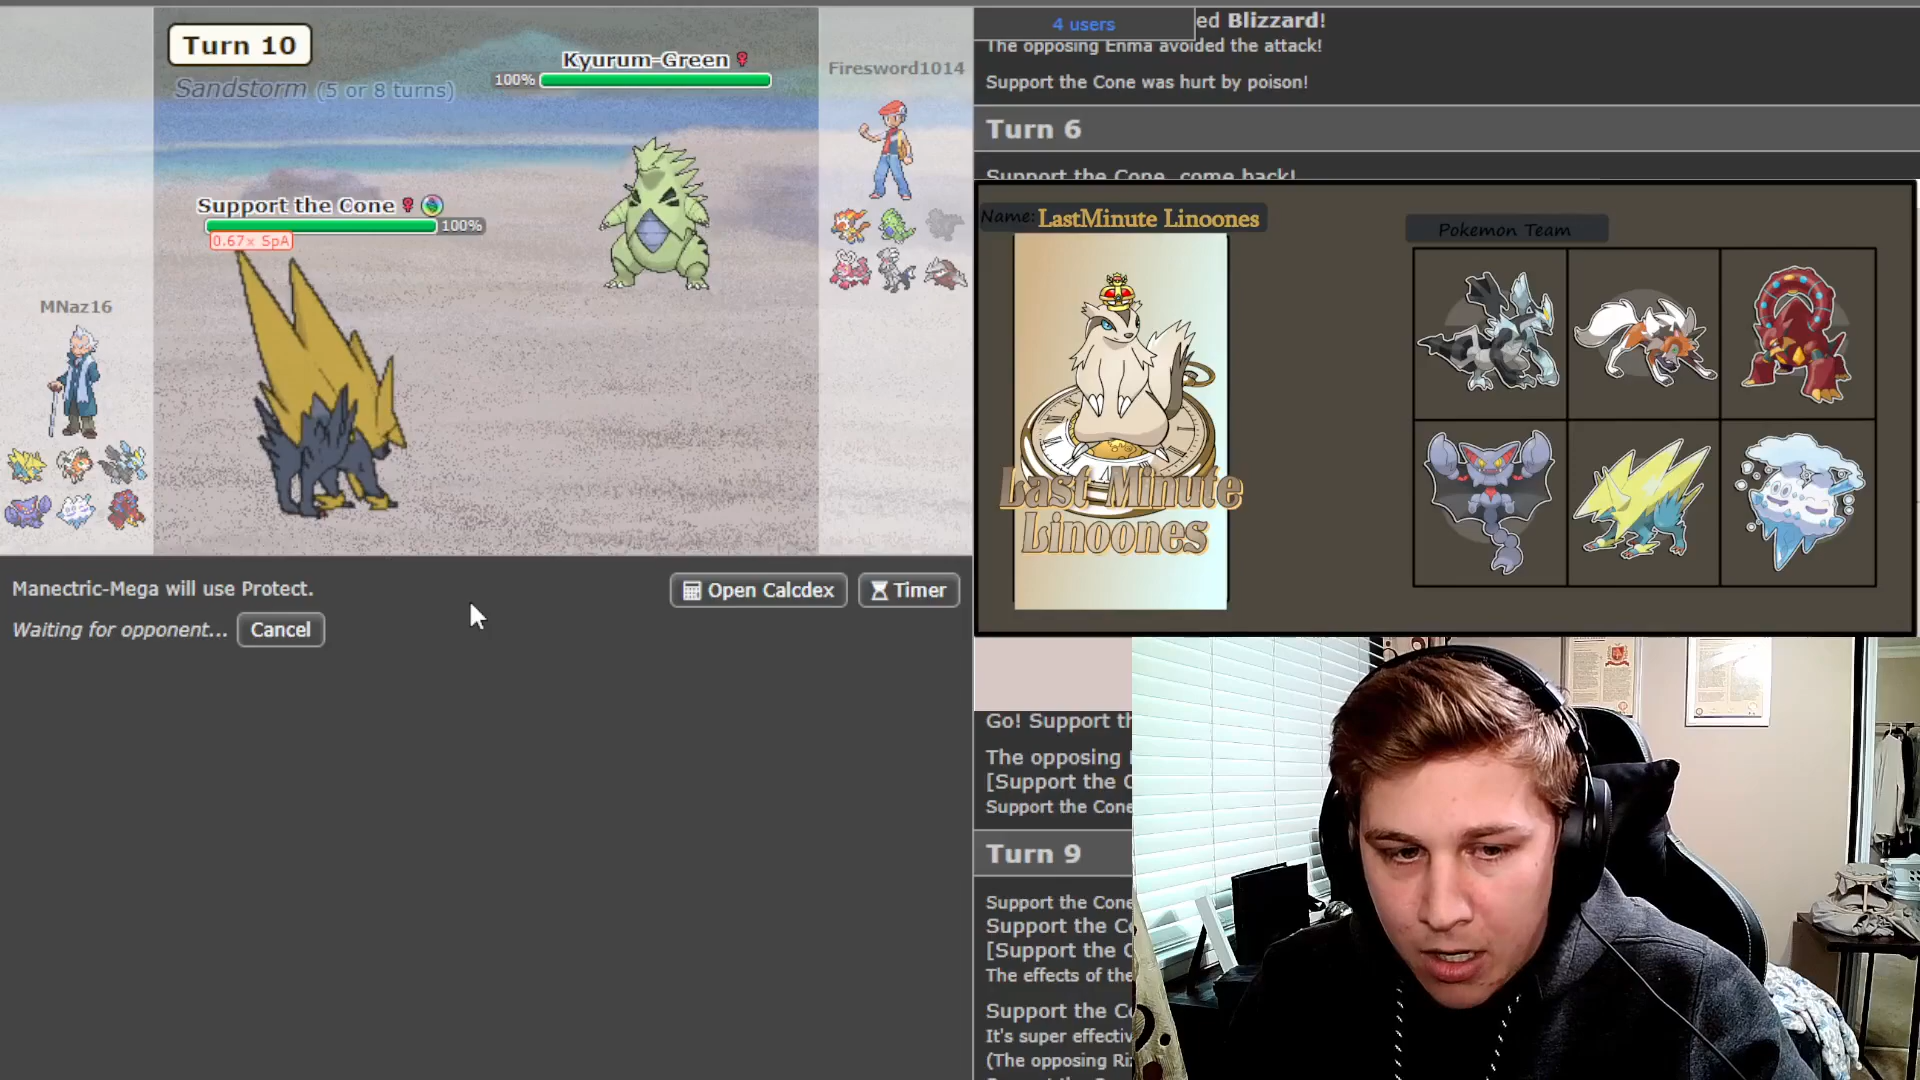 Turn 10
Sandstorm (5 or 8 turns)
Kyurum-Green
100%
Firesword1014
Support the Cone
100%
0.67× SpA
MNaz16
Manectric-Mega will use Protect.
Open Calcdex
Timer
Waiting for opponent...
Cancel
4 users
ed Blizzard!
The opposing Enma avoided the attack!
Support the Cone was hurt by poison!
Turn 6
Support the Cone, come back!
Name: LastMinute Linoones
Pokemon Team
Last Minute
Linoones
Go! Support th
The opposing
[Support the C
Support the Cone
Turn 9
Support the Cone
Support the Co
[Support the C
The effects of the
Support the Co
It's super effectiv
(The opposing Ri